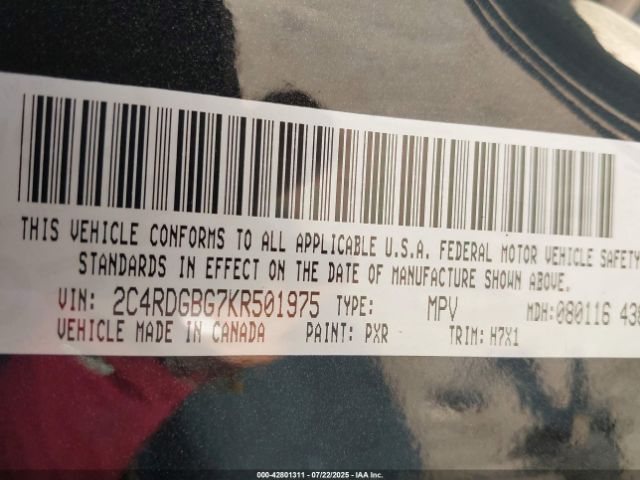 THIS VEHICLE CONFORMS TO ALL APPLICABLE U.S.A. FEDERAL MOTOR VEHICLE SAFETY
STANDARDS IN EFFECT ON THE DATE OF MANUFACTURE SHOWN ABOVE.
VIN: 2C4RDGBG7KR501975 TYPE: MPV MDH:080116 438
VEHICLE MADE IN CANADA PAINT: PXR TRIM: H7X1
000-42801311 | 07/22/2025 | IAA Inc.